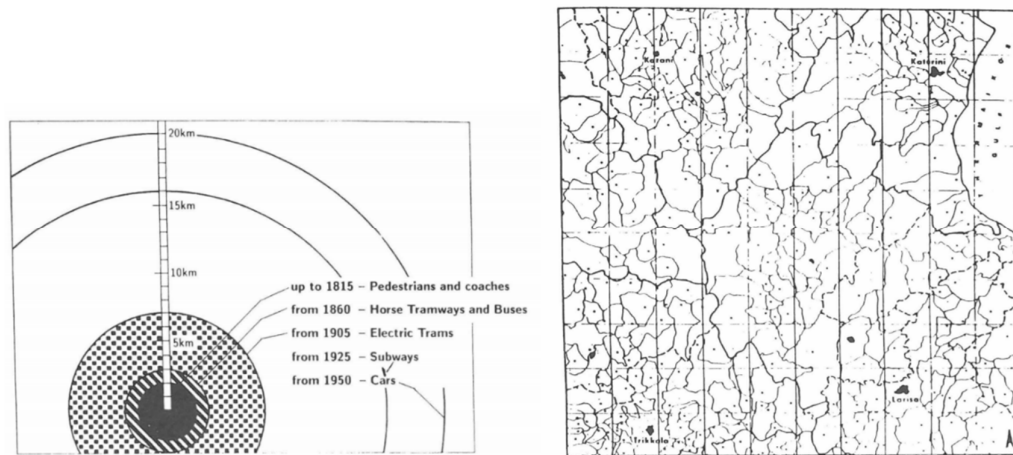 20km
15km
10km
5km
up to 1815 – Pedestrians and coaches
from 1860 – Horse Tramways and Buses
from 1905 – Electric Trams
from 1925 – Subways
from 1950 – Cars
Kozani
Katerini
Larisa
Trikkala